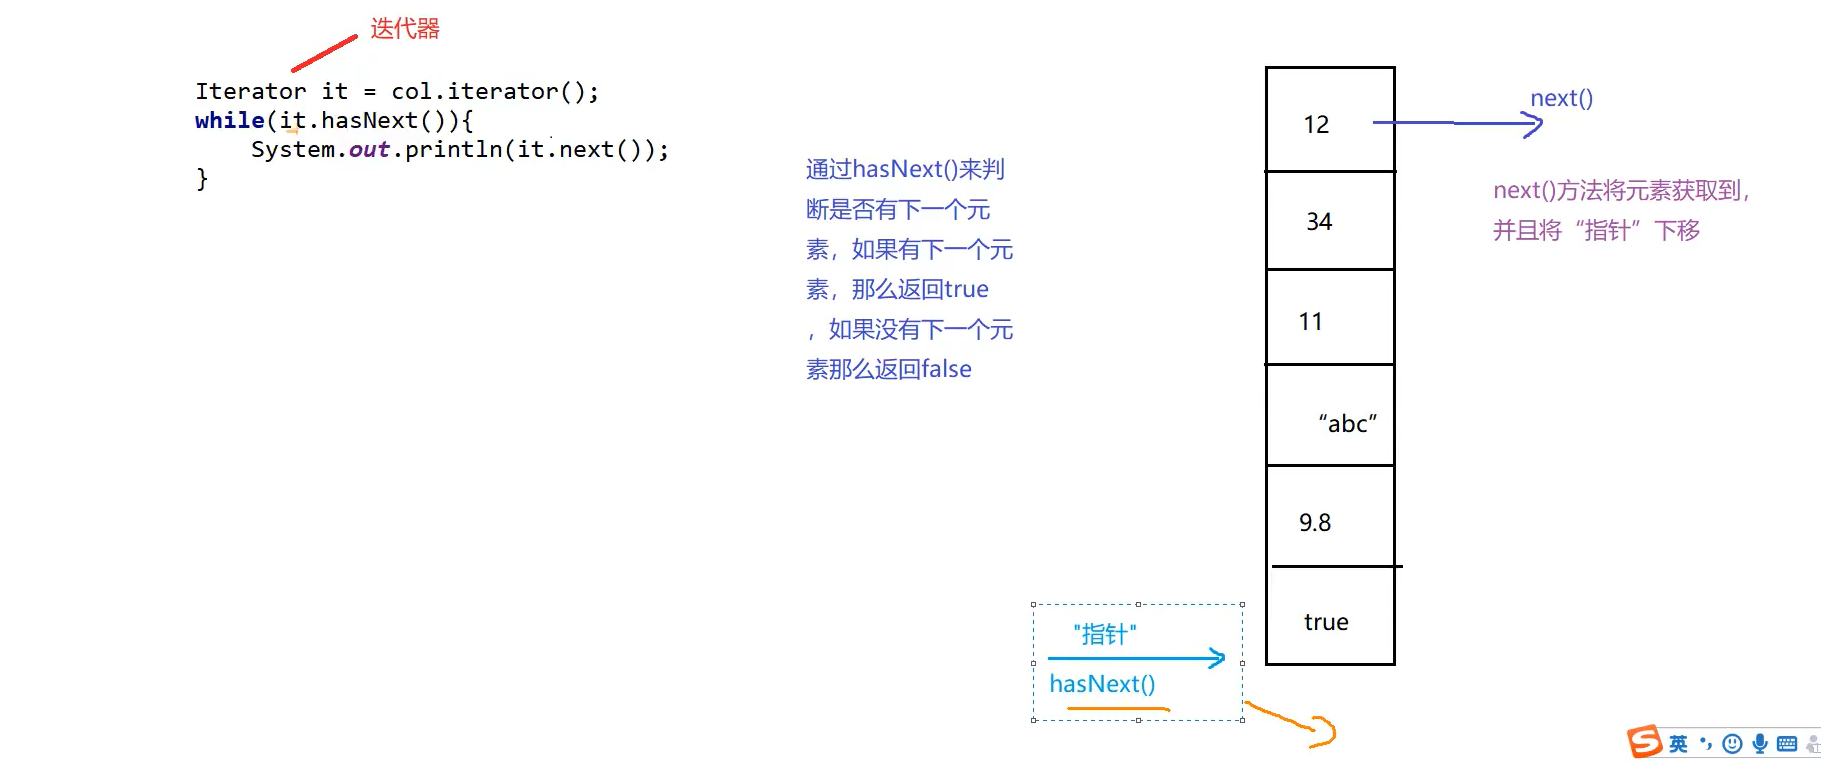 迭代器
Iterator it = col.iterator();
while(it.hasNext()){
System.out.println(it.next());
}
通过hasNext()来判
断是否有下一个元
素，如果有下一个元
素，那么返回true
，如果没有下一个元
素那么返回false
12
34
11
“abc”
9.8
true
next()
next()方法将元素获取到，
并且将“指针”下移
"指针"
hasNext()
S 英